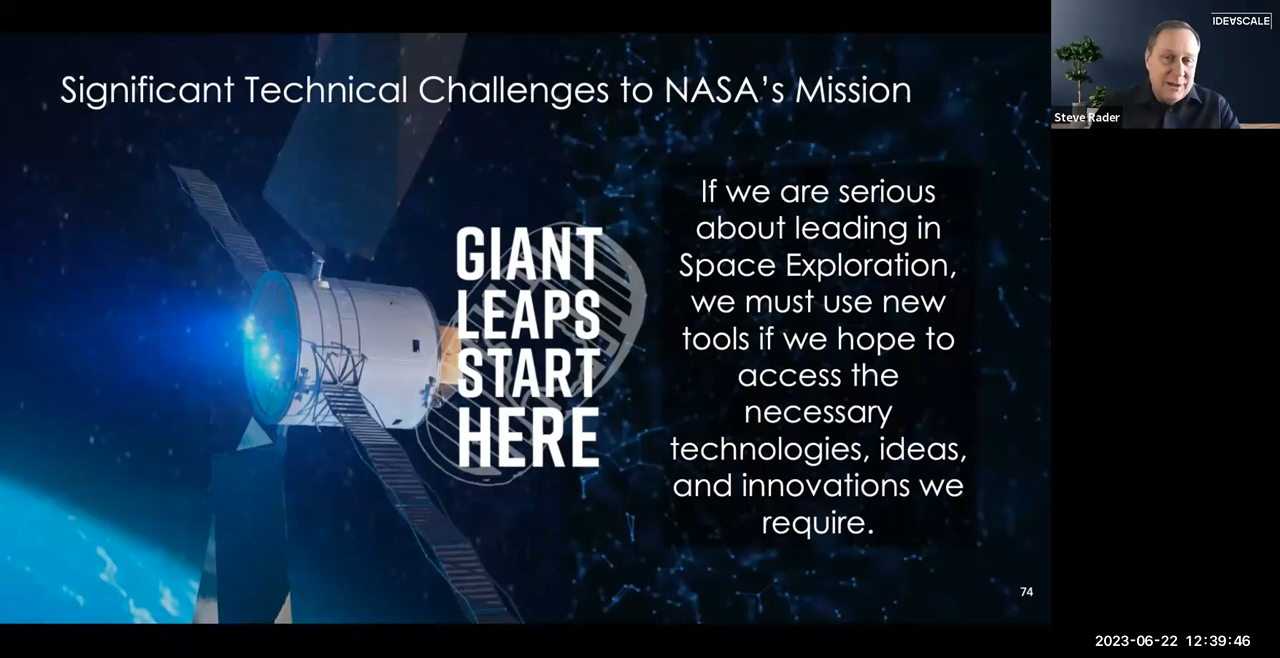 Significant Technical Challenges to NASA's Mission
GIANT
LEAPS
START
HERE
If we are serious
about leading in
Space Exploration,
we must use new
tools if we hope to
access the
necessary
technologies, ideas,
and innovations we
require.
74
IDEASCALE
Steve Rader
2023-06-22 12:39:46